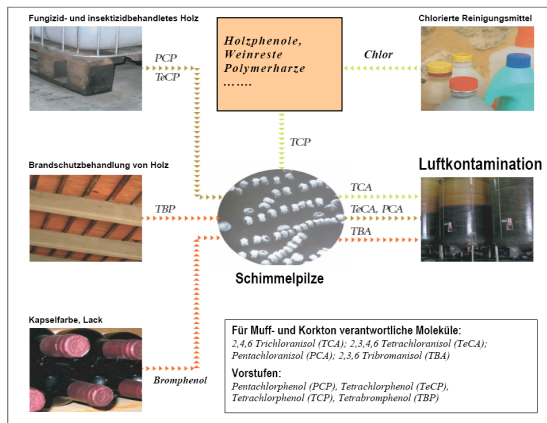 Fungizid- und insektizidbehandletes Holz
Chlorierte Reinigungsmittel
Holzphenole,
Weinreste
Polymerharze
.......
PCP
TeCP
Chlor
TCP
Brandschutzbehandlung von Holz
Luftkontamination
TBP
TCA
TeCA, PCA
TBA
Schimmelpilze
Kapselfarbe, Lack
Bromphenol
Für Muff- und Korkton verantwortliche Moleküle:
2,4,6 Trichloranisol (TCA); 2,3,4,6 Tetrachloranisol (TeCA);
Pentachloranisol (PCA); 2,3,6 Tribromanisol (TBA)
Vorstufen:
Pentachlorphenol (PCP), Tetrachlorphenol (TeCP),
Tetrachlorphenol (TCP), Tetrabromphenol (TBP)